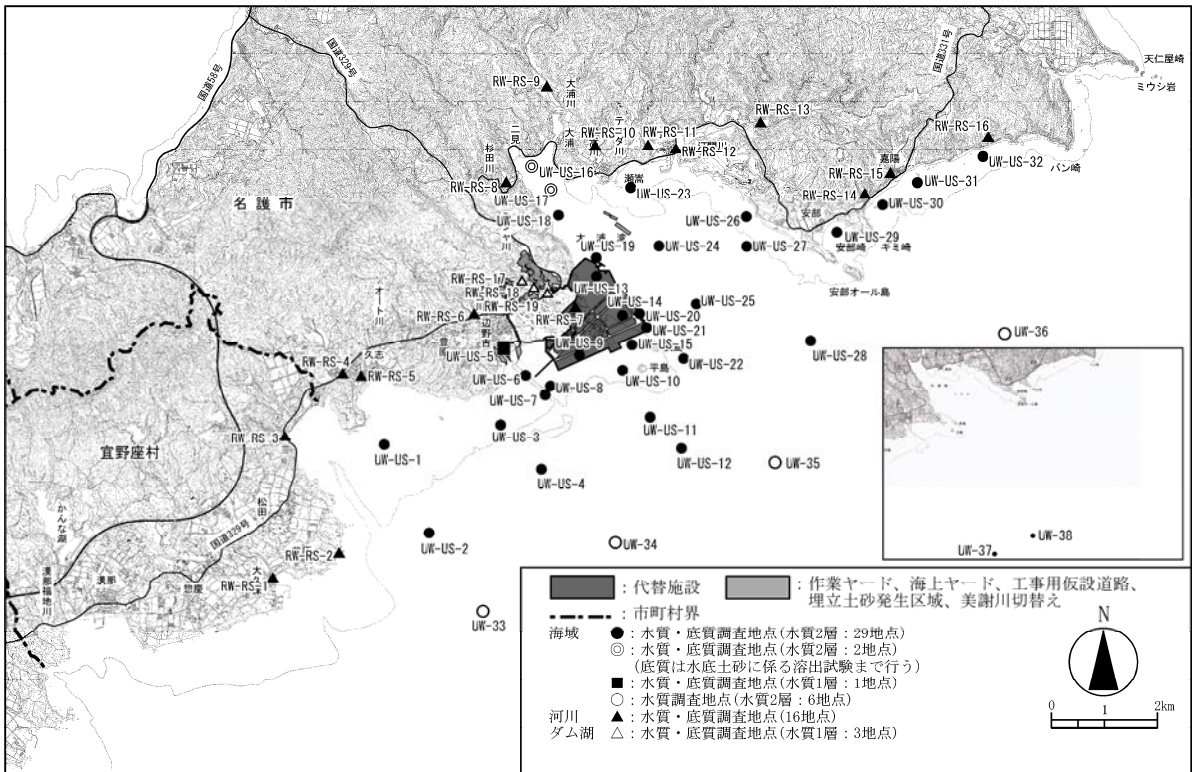 国道58号
国道329号
国道331号
天仁屋崎
ミウシ岩
バン崎
RW-RS-9
大浦川
RW-RS-13
二見
大浦
RW-RS-10
テニマ川
RW-RS-11
RW-RS-12
RW-RS-16
UW-US-32
杉田川
UW-US-16
嘉陽
RW-RS-15
UW-US-31
RW-RS-8
UW-US-17
瀬嵩
UW-US-23
RW-RS-14
UW-US-30
名護市
UW-US-18
UW-US-26
安部
UW-US-29
安部崎
ギミ崎
大浦湾
UW-US-19
UW-US-24
UW-US-27
安部オール島
RW-RS-17
RW-RS-18
RW-RS-19
UW-US-13
UW-US-14
UW-US-25
オート川
RW-RS-6
辺野古
RW-RS-7
UW-US-20
UW-US-21
UW-36
豊原
UW-US-5
UW-US-9
UW-US-15
UW-US-28
久志
RW-RS-4
RW-RS-5
UW-US-6
UW-US-8
UW-US-10
平島
UW-US-22
UW-US-7
UW-US-11
RW-RS-3
宜野座村
UW-US-3
UW-US-1
UW-US-12
UW-35
UW-US-4
かんな湖
松田
国道329号
UW-US-2
UW-34
UW-38
UW-37
RW-RS-2
漢那福地川
漢那
惣慶
RW-RS-1
UW-33
：代替施設
：作業ヤード、海上ヤード、工事用仮設道路、
埋立土砂発生区域、美謝川切替え
：市町村界
海域 ●：水質・底質調査地点(水質2層：29地点)
◎：水質・底質調査地点(水質2層：2地点)
(底質は水底土砂に係る溶出試験まで行う)
■：水質・底質調査地点(水質1層：1地点)
○：水質調査地点(水質2層：6地点)
河川 ▲：水質・底質調査地点(16地点)
ダム湖 △：水質・底質調査地点(水質1層：3地点)
N
0 1 2km